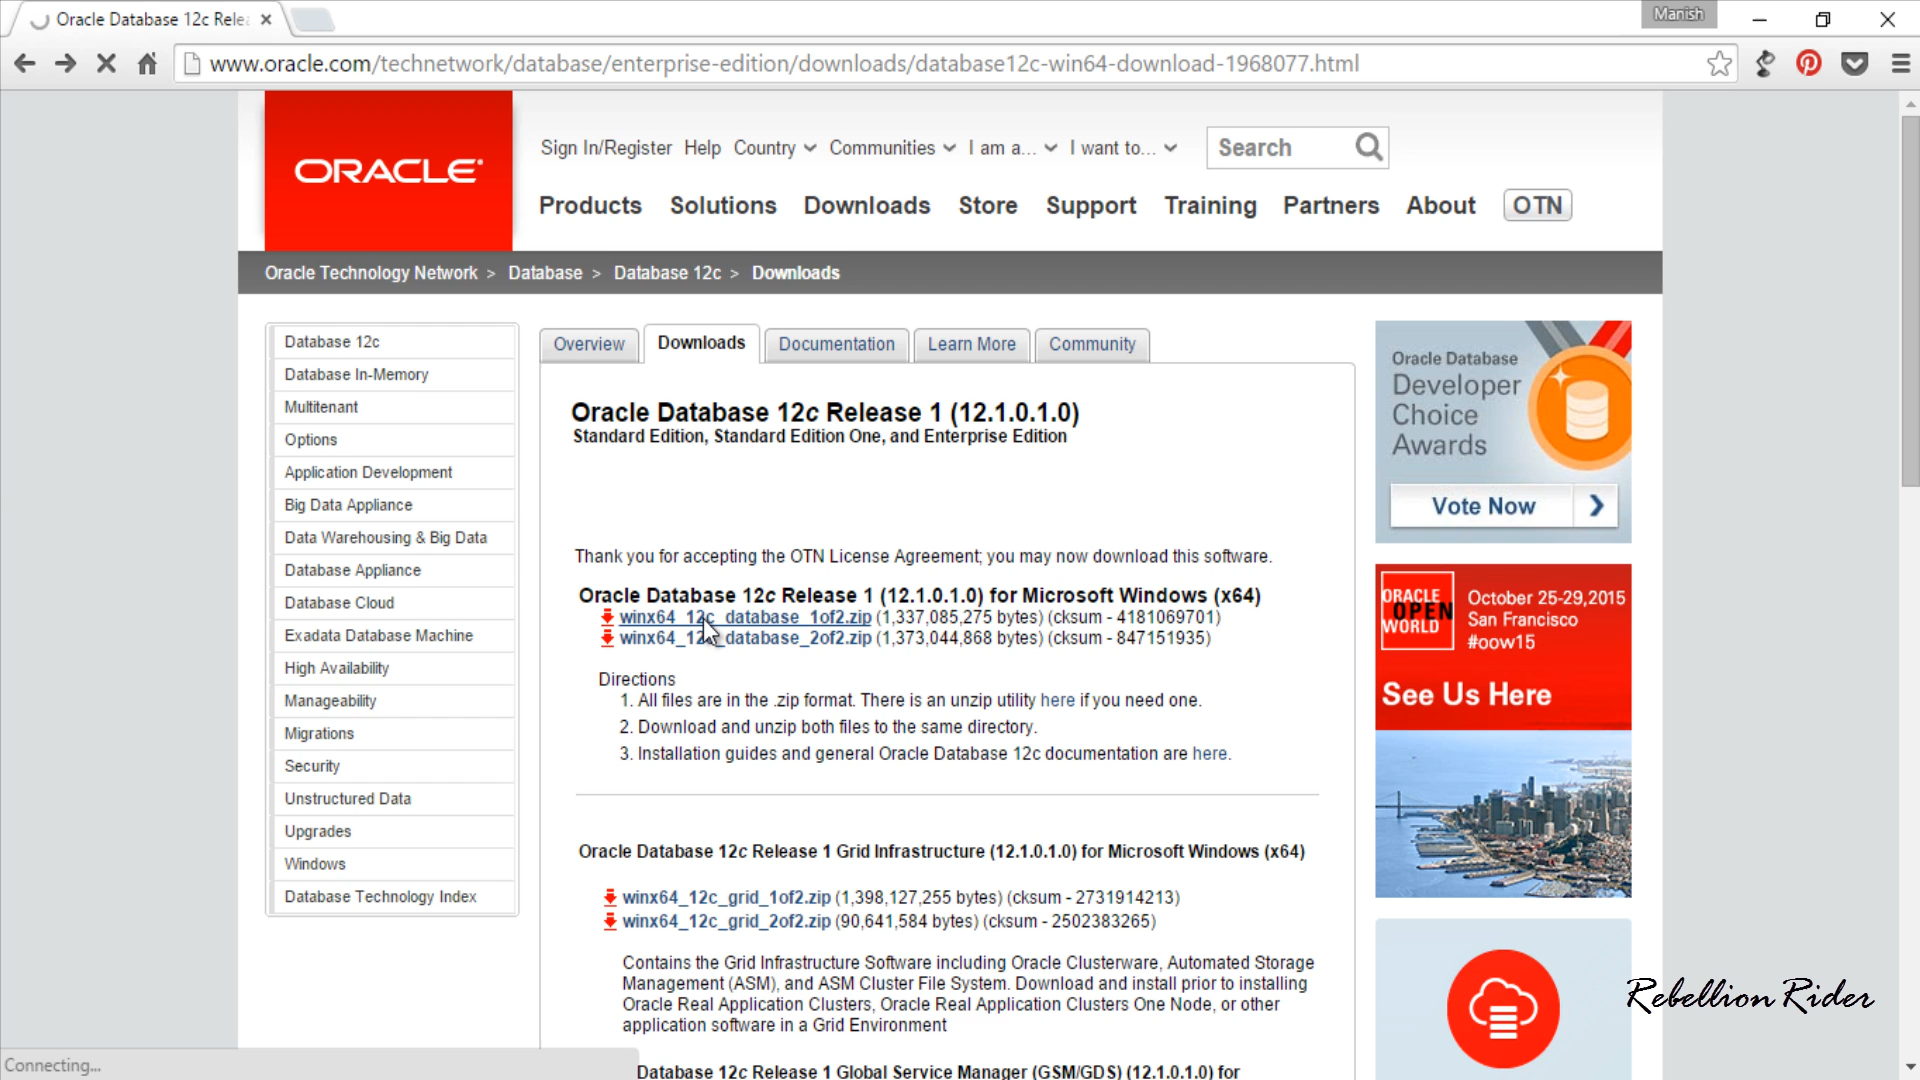 Oracle Database 12c Rele
Manish
www.oracle.com/technetwork/database/enterprise-edition/downloads/database12c-win64-download-1968077.html
ORACLE
Sign In/Register Help Country Communities I am a... I want to... Search
Products Solutions Downloads Store Support Training Partners About OTN
Oracle Technology Network > Database > Database 12c > Downloads
Database 12c
Database In-Memory
Multitenant
Options
Application Development
Big Data Appliance
Data Warehousing & Big Data
Database Appliance
Database Cloud
Exadata Database Machine
High Availability
Manageability
Migrations
Security
Unstructured Data
Upgrades
Windows
Database Technology Index
Overview Downloads Documentation Learn More Community
Oracle Database 12c Release 1 (12.1.0.1.0)
Standard Edition, Standard Edition One, and Enterprise Edition
Thank you for accepting the OTN License Agreement; you may now download this software.
Oracle Database 12c Release 1 (12.1.0.1.0) for Microsoft Windows (x64)
winx64_12c_database_1of2.zip (1,337,085,275 bytes) (cksum - 4181069701)
winx64_12c_database_2of2.zip (1,373,044,868 bytes) (cksum - 847151935)
Directions
1. All files are in the .zip format. There is an unzip utility here if you need one.
2. Download and unzip both files to the same directory.
3. Installation guides and general Oracle Database 12c documentation are here.
Oracle Database 12c Release 1 Grid Infrastructure (12.1.0.1.0) for Microsoft Windows (x64)
winx64_12c_grid_1of2.zip (1,398,127,255 bytes) (cksum - 2731914213)
winx64_12c_grid_2of2.zip (90,641,584 bytes) (cksum - 2502383265)
Contains the Grid Infrastructure Software including Oracle Clusterware, Automated Storage
Management (ASM), and ASM Cluster File System. Download and install prior to installing
Oracle Real Application Clusters, Oracle Real Application Clusters One Node, or other
application software in a Grid Environment
Database 12c Release 1 Global Service Manager (GSM/GDS) (12.1.0.1.0) for
Oracle Database
Developer
Choice
Awards
Vote Now
ORACLE
OPEN
WORLD
October 25-29,2015
San Francisco
#oow15
See Us Here
Rebellion Rider
Connecting...